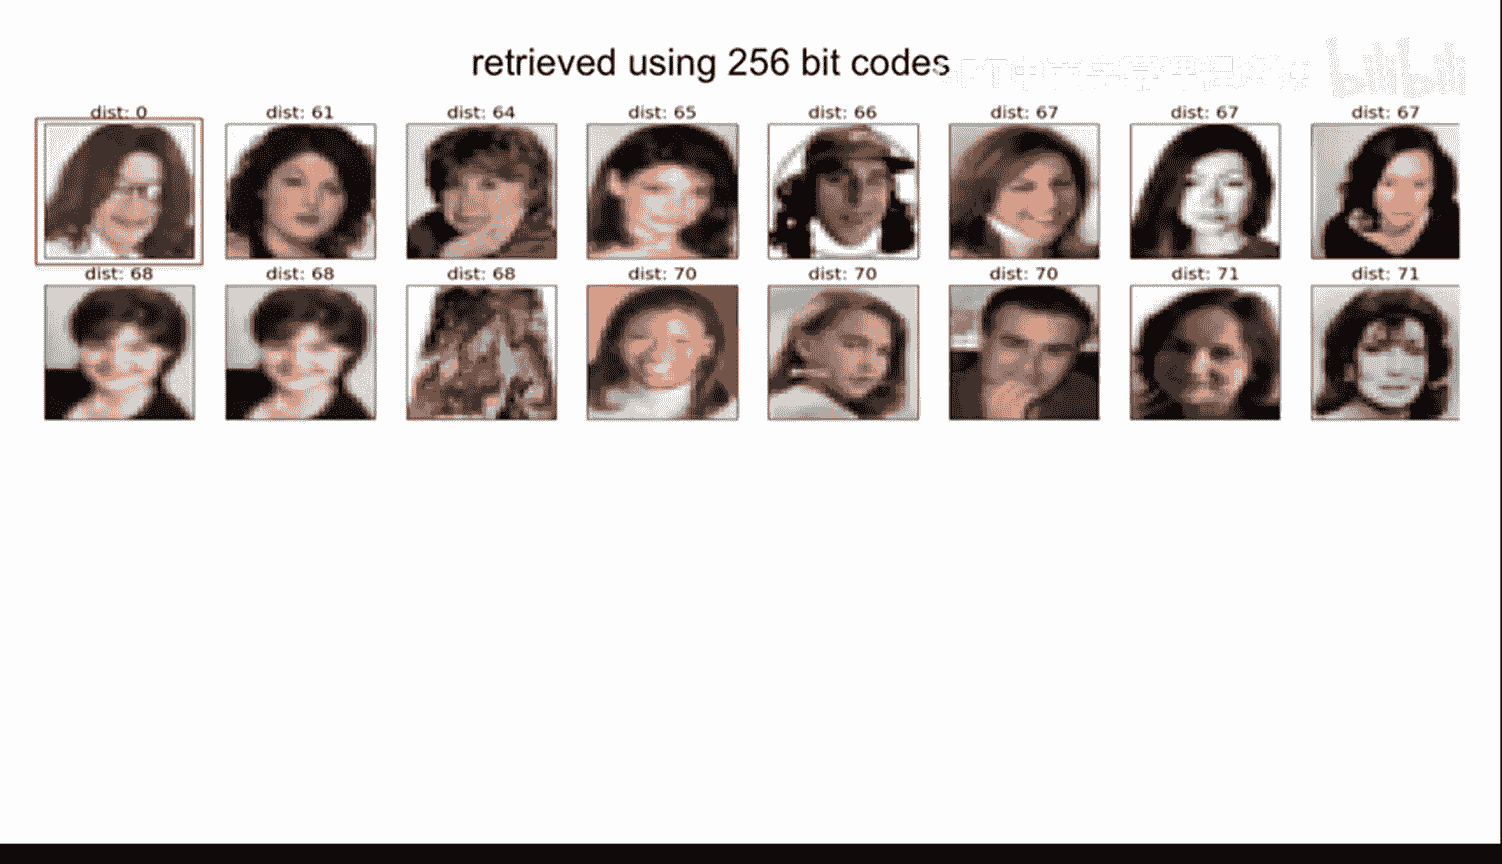 retrieved using 256 bit codes
bilibili
dist: 0 dist: 61 dist: 64 dist: 65 dist: 66 dist: 67 dist: 67 dist: 67
dist: 68 dist: 68 dist: 68 dist: 70 dist: 70 dist: 70 dist: 71 dist: 71